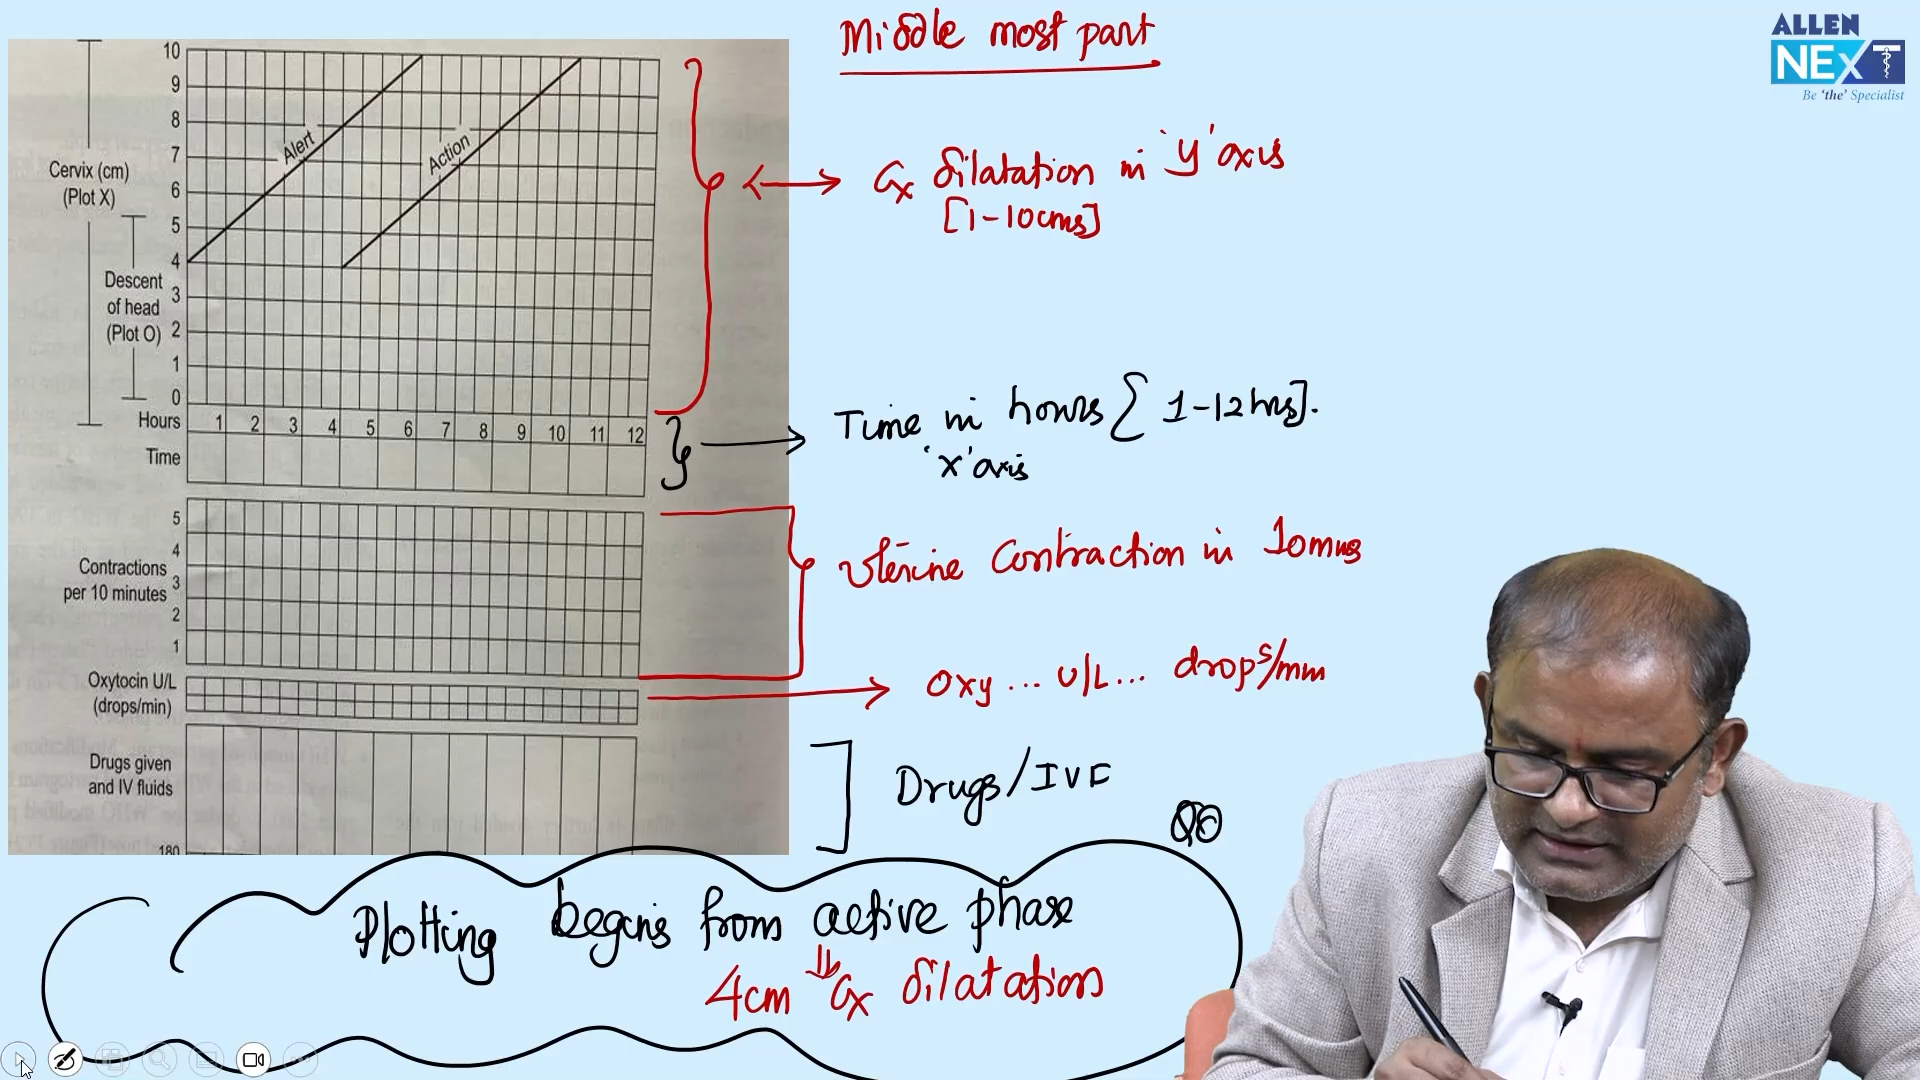 Middle most part
ALLEN
NEXT
Be 'the' Specialist
10
9
8
7
6
5
4
3
2
1
0
Cervix (cm)
(Plot X)
Descent
of head
(Plot O)
Alert
Action
Cx dilatation in 'y' axis
[1-10cms]
Hours 1 2 3 4 5 6 7 8 9 10 11 12
Time
Time in hours [1-12hrs].
'x' axis
5
4
3
2
1
Contractions
per 10 minutes
Uterine Contraction in 10mns
Oxytocin U/L
(drops/min)
Oxy ... U/L... drops/min
Drugs given
and IV fluids
Drugs/IVF
180
Plotting begins from active phase
4cm Cx dilatation